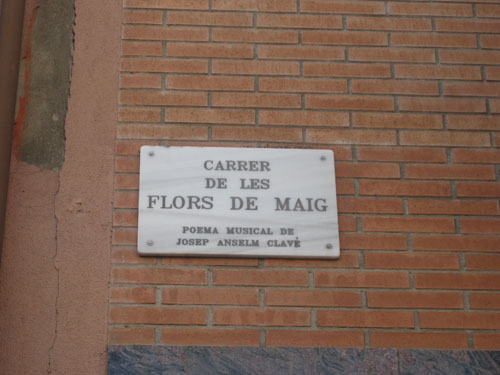 CARRER
DE LES
FLORS DE MAIG
POEMA MUSICAL DE
JOSEP ANSELM CLAVÉ